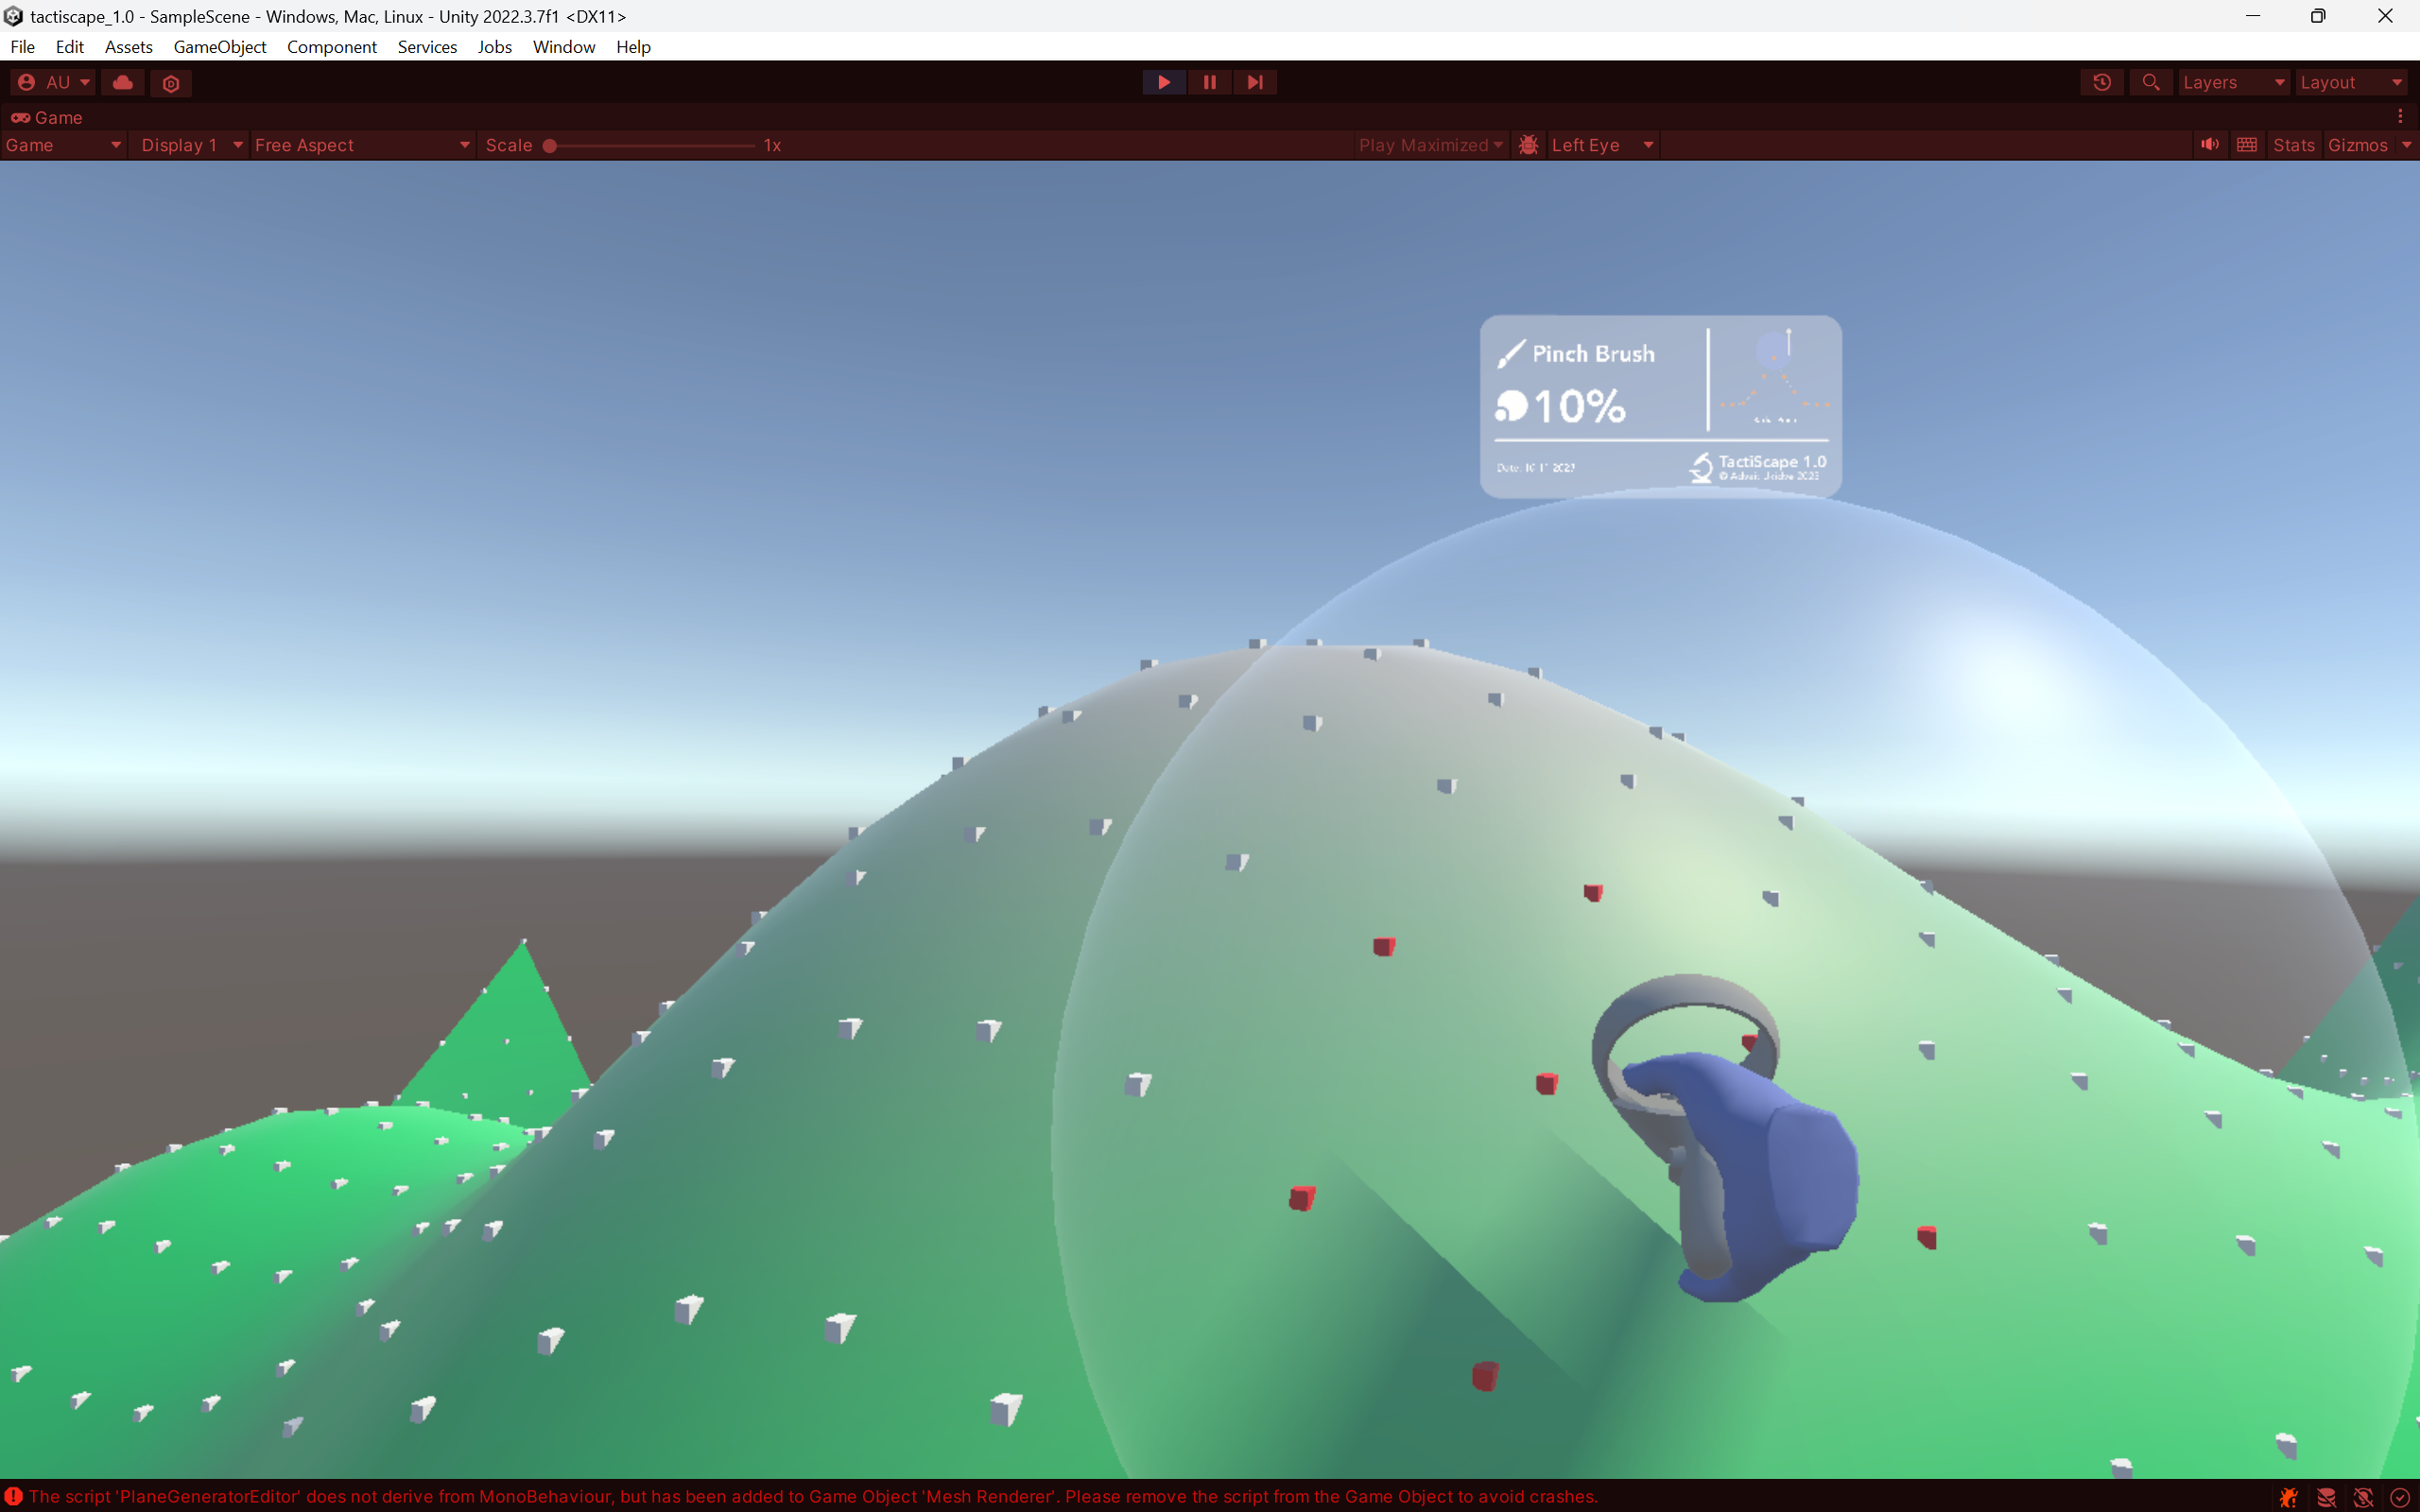 tactiscape_1.0 - SampleScene - Windows, Mac, Linux - Unity 2022.3.7f1 <DX11>
File Edit Assets GameObject Component Services Jobs Window Help
AU Layers Layout
Game
Game Display 1 Free Aspect Scale 1x Play Maximized Left Eye Stats Gizmos
Pinch Brush
10%
TactiScape 1.0
Date: 2023
© 2023
The script 'PlaneGeneratorEditor' does not derive from MonoBehaviour, but has been added to Game Object 'Mesh Renderer'. Please remove the script from the Game Object to avoid crashes.